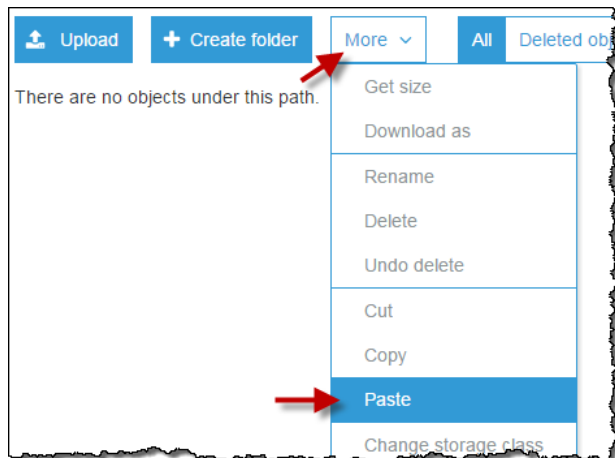 Upload Create folder More All Deleted obj
There are no objects under this path.
Get size
Download as
Rename
Delete
Undo delete
Cut
Copy
Paste
Change storage class